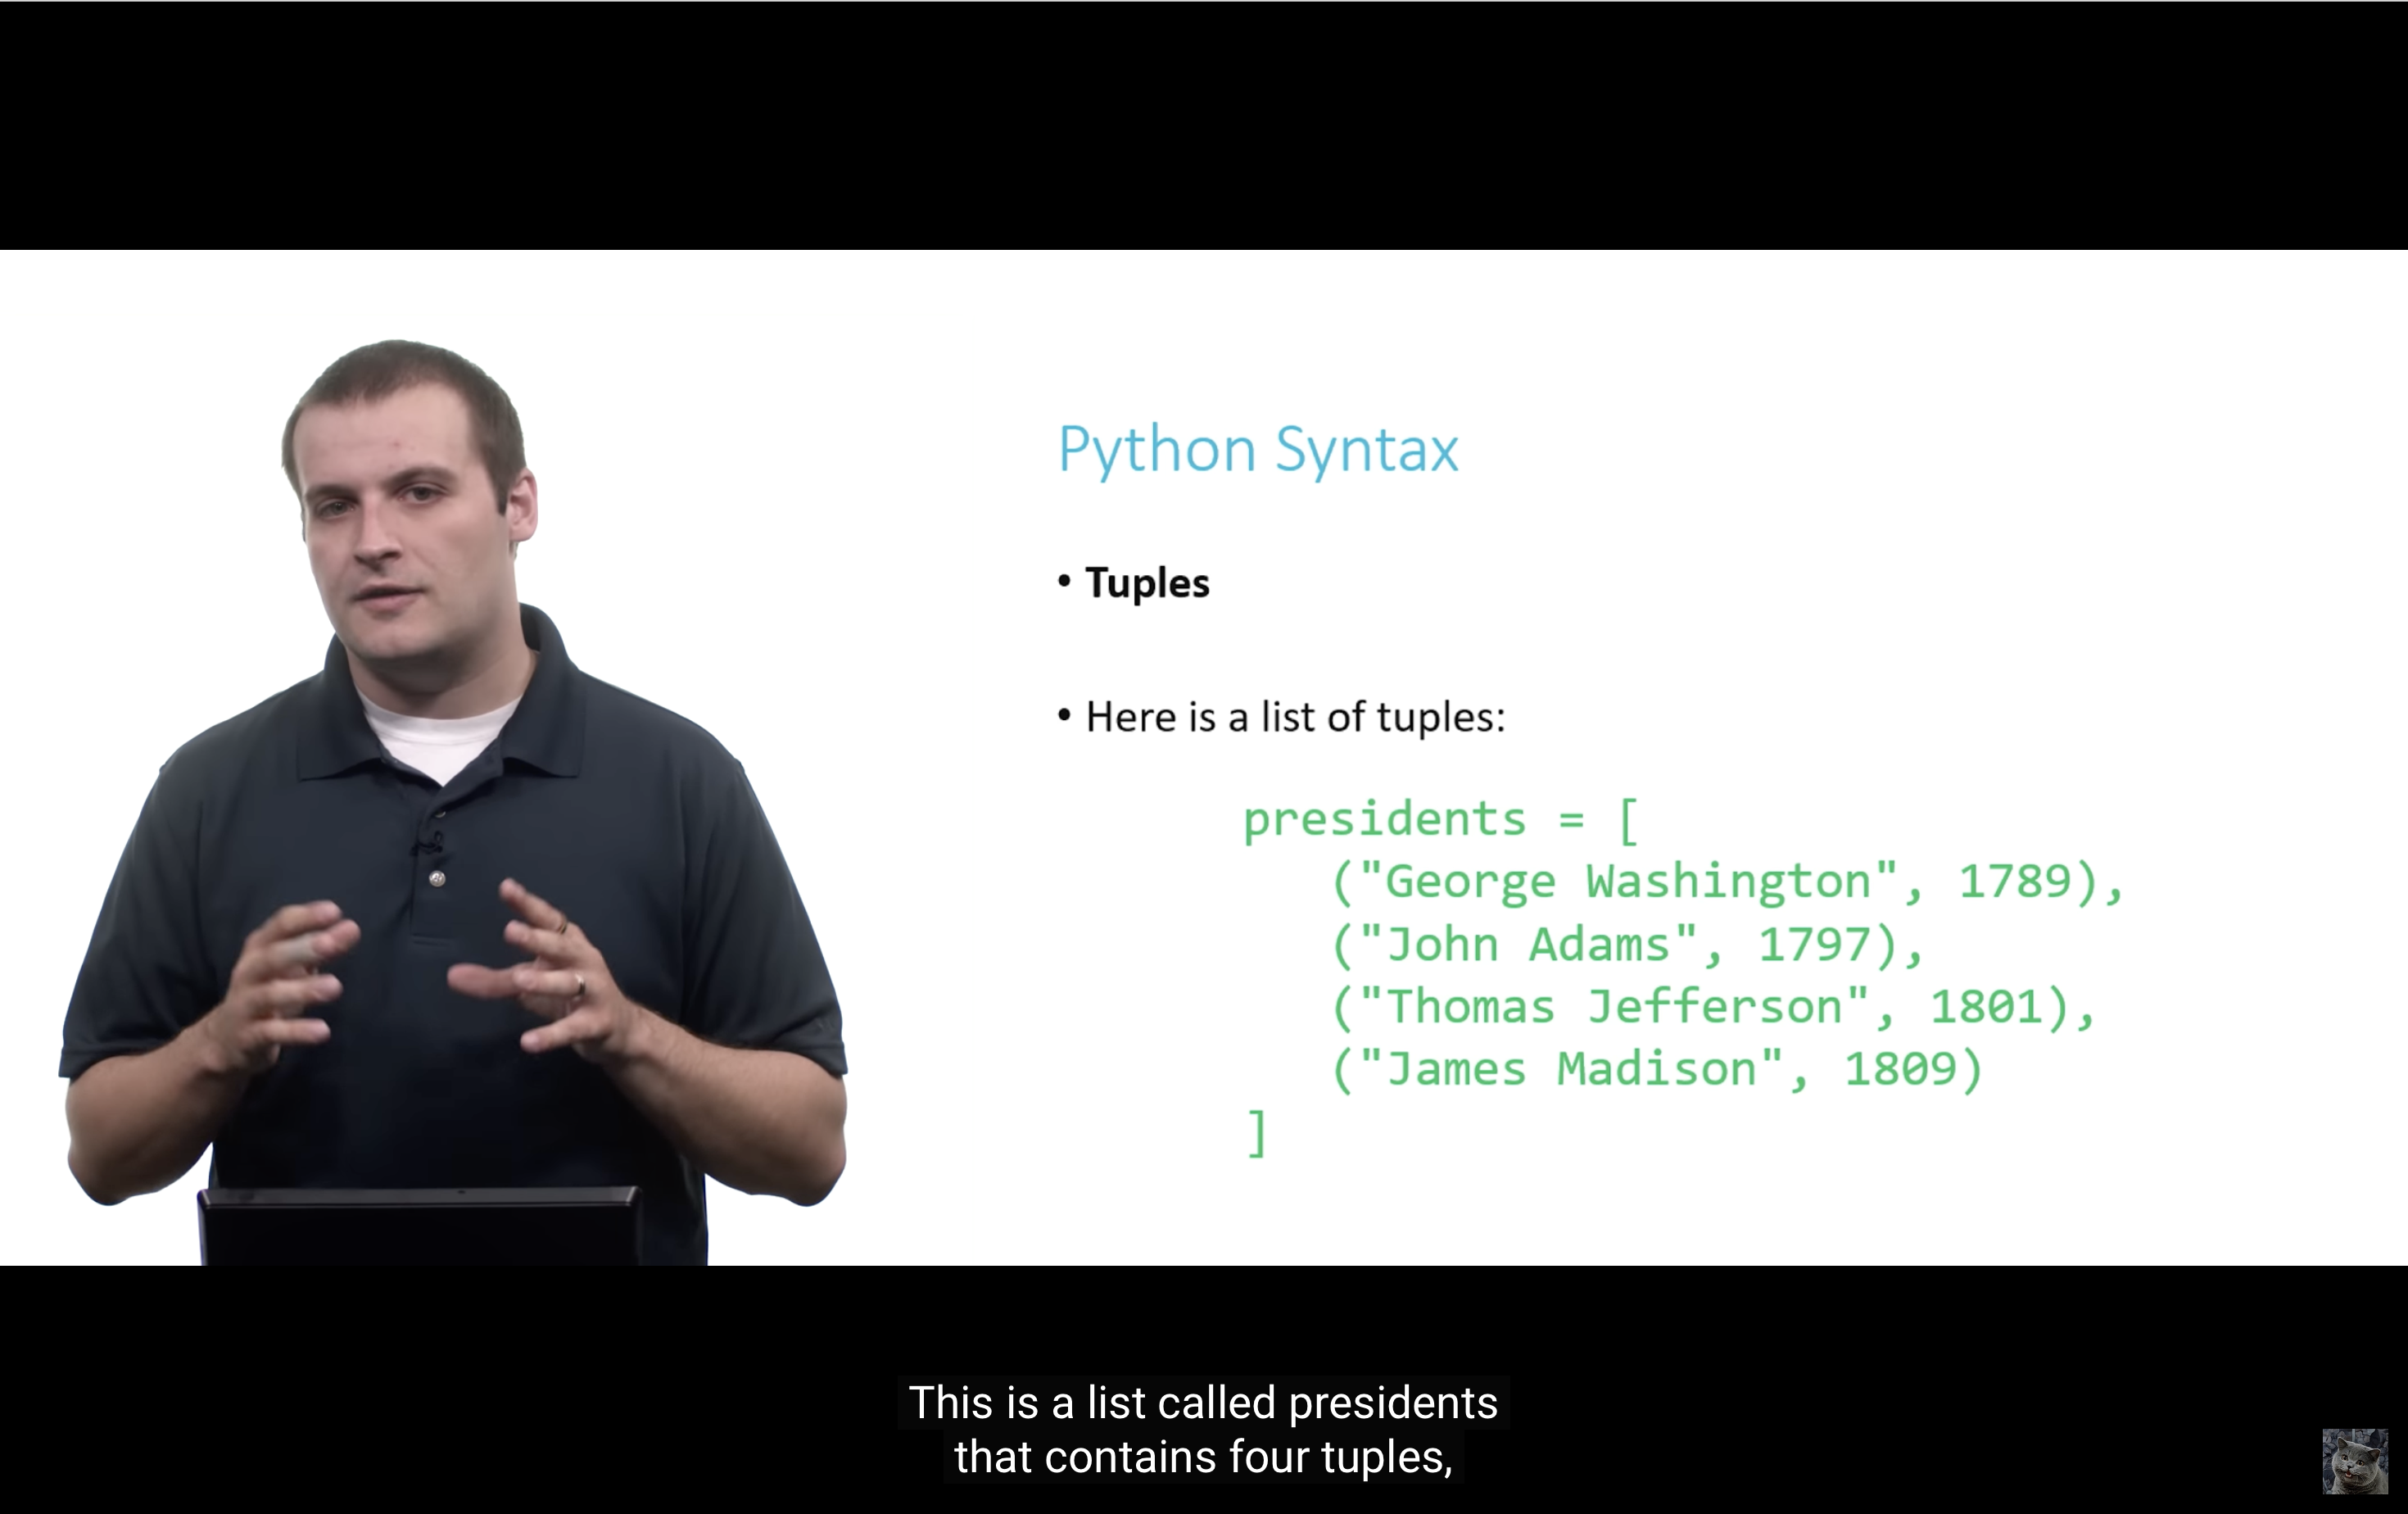 Python Syntax
• Tuples
• Here is a list of tuples:
presidents = [
("George Washington", 1789),
("John Adams", 1797),
("Thomas Jefferson", 1801),
("James Madison", 1809)
]
This is a list called presidents
that contains four tuples,